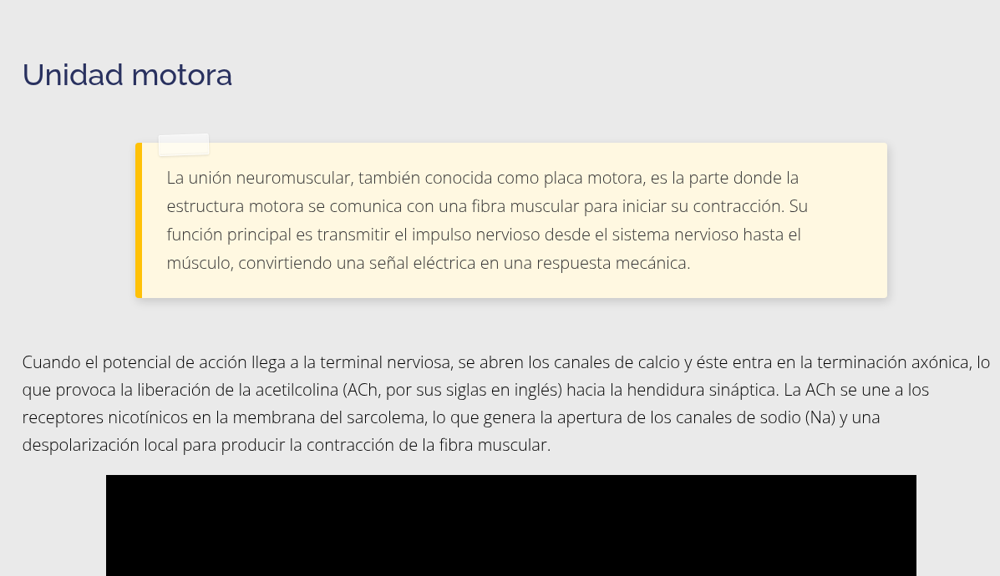 Unidad motora
La unión neuromuscular, también conocida como placa motora, es la parte donde la
estructura motora se comunica con una fibra muscular para iniciar su contracción. Su
función principal es transmitir el impulso nervioso desde el sistema nervioso hasta el
músculo, convirtiendo una señal eléctrica en una respuesta mecánica.
Cuando el potencial de acción llega a la terminal nerviosa, se abren los canales de calcio y éste entra en la terminación axónica, lo
que provoca la liberación de la acetilcolina (ACh, por sus siglas en inglés) hacia la hendidura sináptica. La ACh se une a los
receptores nicotínicos en la membrana del sarcolema, lo que genera la apertura de los canales de sodio (Na) y una
despolarización local para producir la contracción de la fibra muscular.